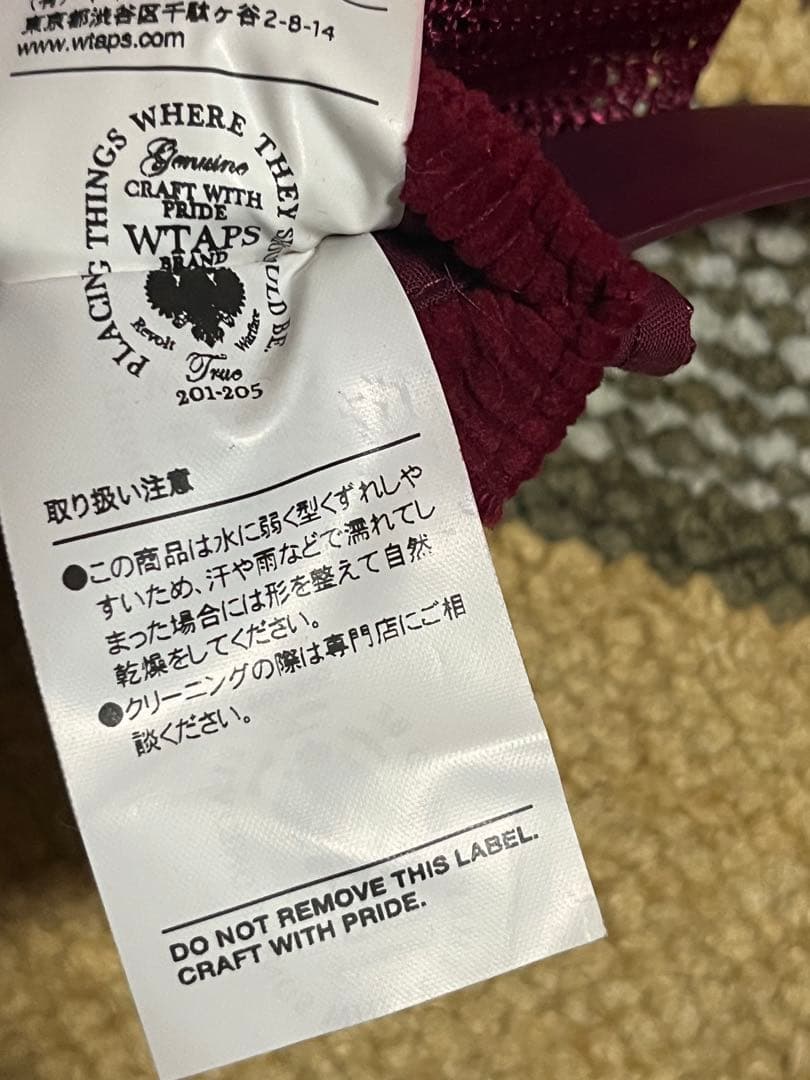 東京都渋谷区千駄ケ谷2-8-14
www.wtaps.com
PLACING THINGS WHERE THEY SHOULD BE.
Genuine
CRAFT WITH
PRIDE
WTAPS
BRAND
Revolt
Warfare
True
201-205
取り扱い注意
●この商品は水に弱く型くずれしや
すいため、汗や雨などで濡れてし
まった場合には形を整えて自然
乾燥をしてください。
●クリーニングの際は専門店にご相
談ください。
DO NOT REMOVE THIS LABEL.
CRAFT WITH PRIDE.